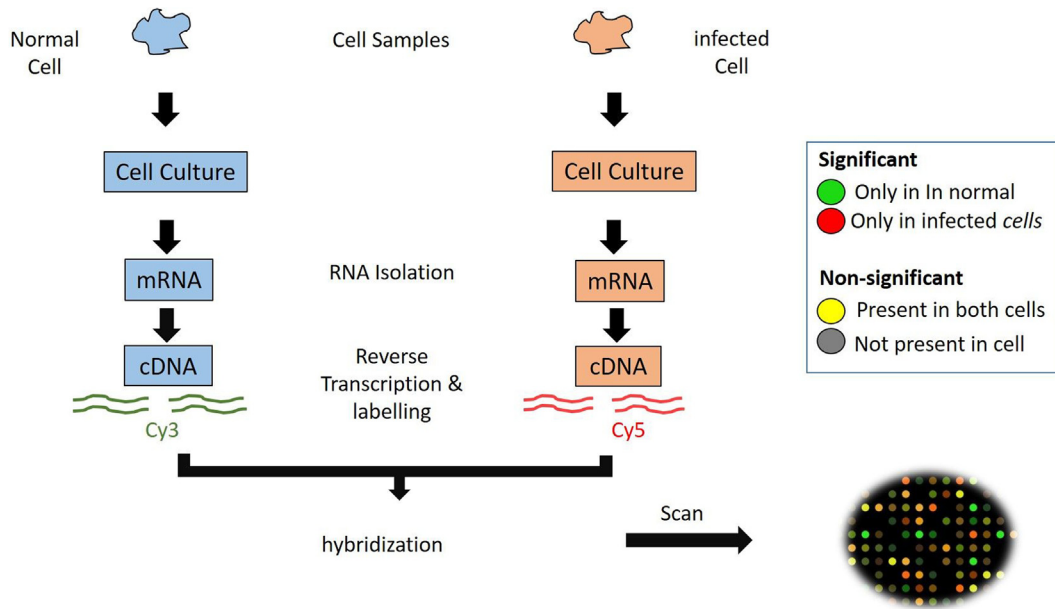 Normal
Cell
Cell Samples
infected
Cell
Cell Culture
Cell Culture
mRNA
RNA Isolation
mRNA
cDNA
Reverse
Transcription &
labelling
cDNA
Cy3
Cy5
hybridization
Scan
Significant
Only in In normal
Only in infected cells
Non-significant
Present in both cells
Not present in cell